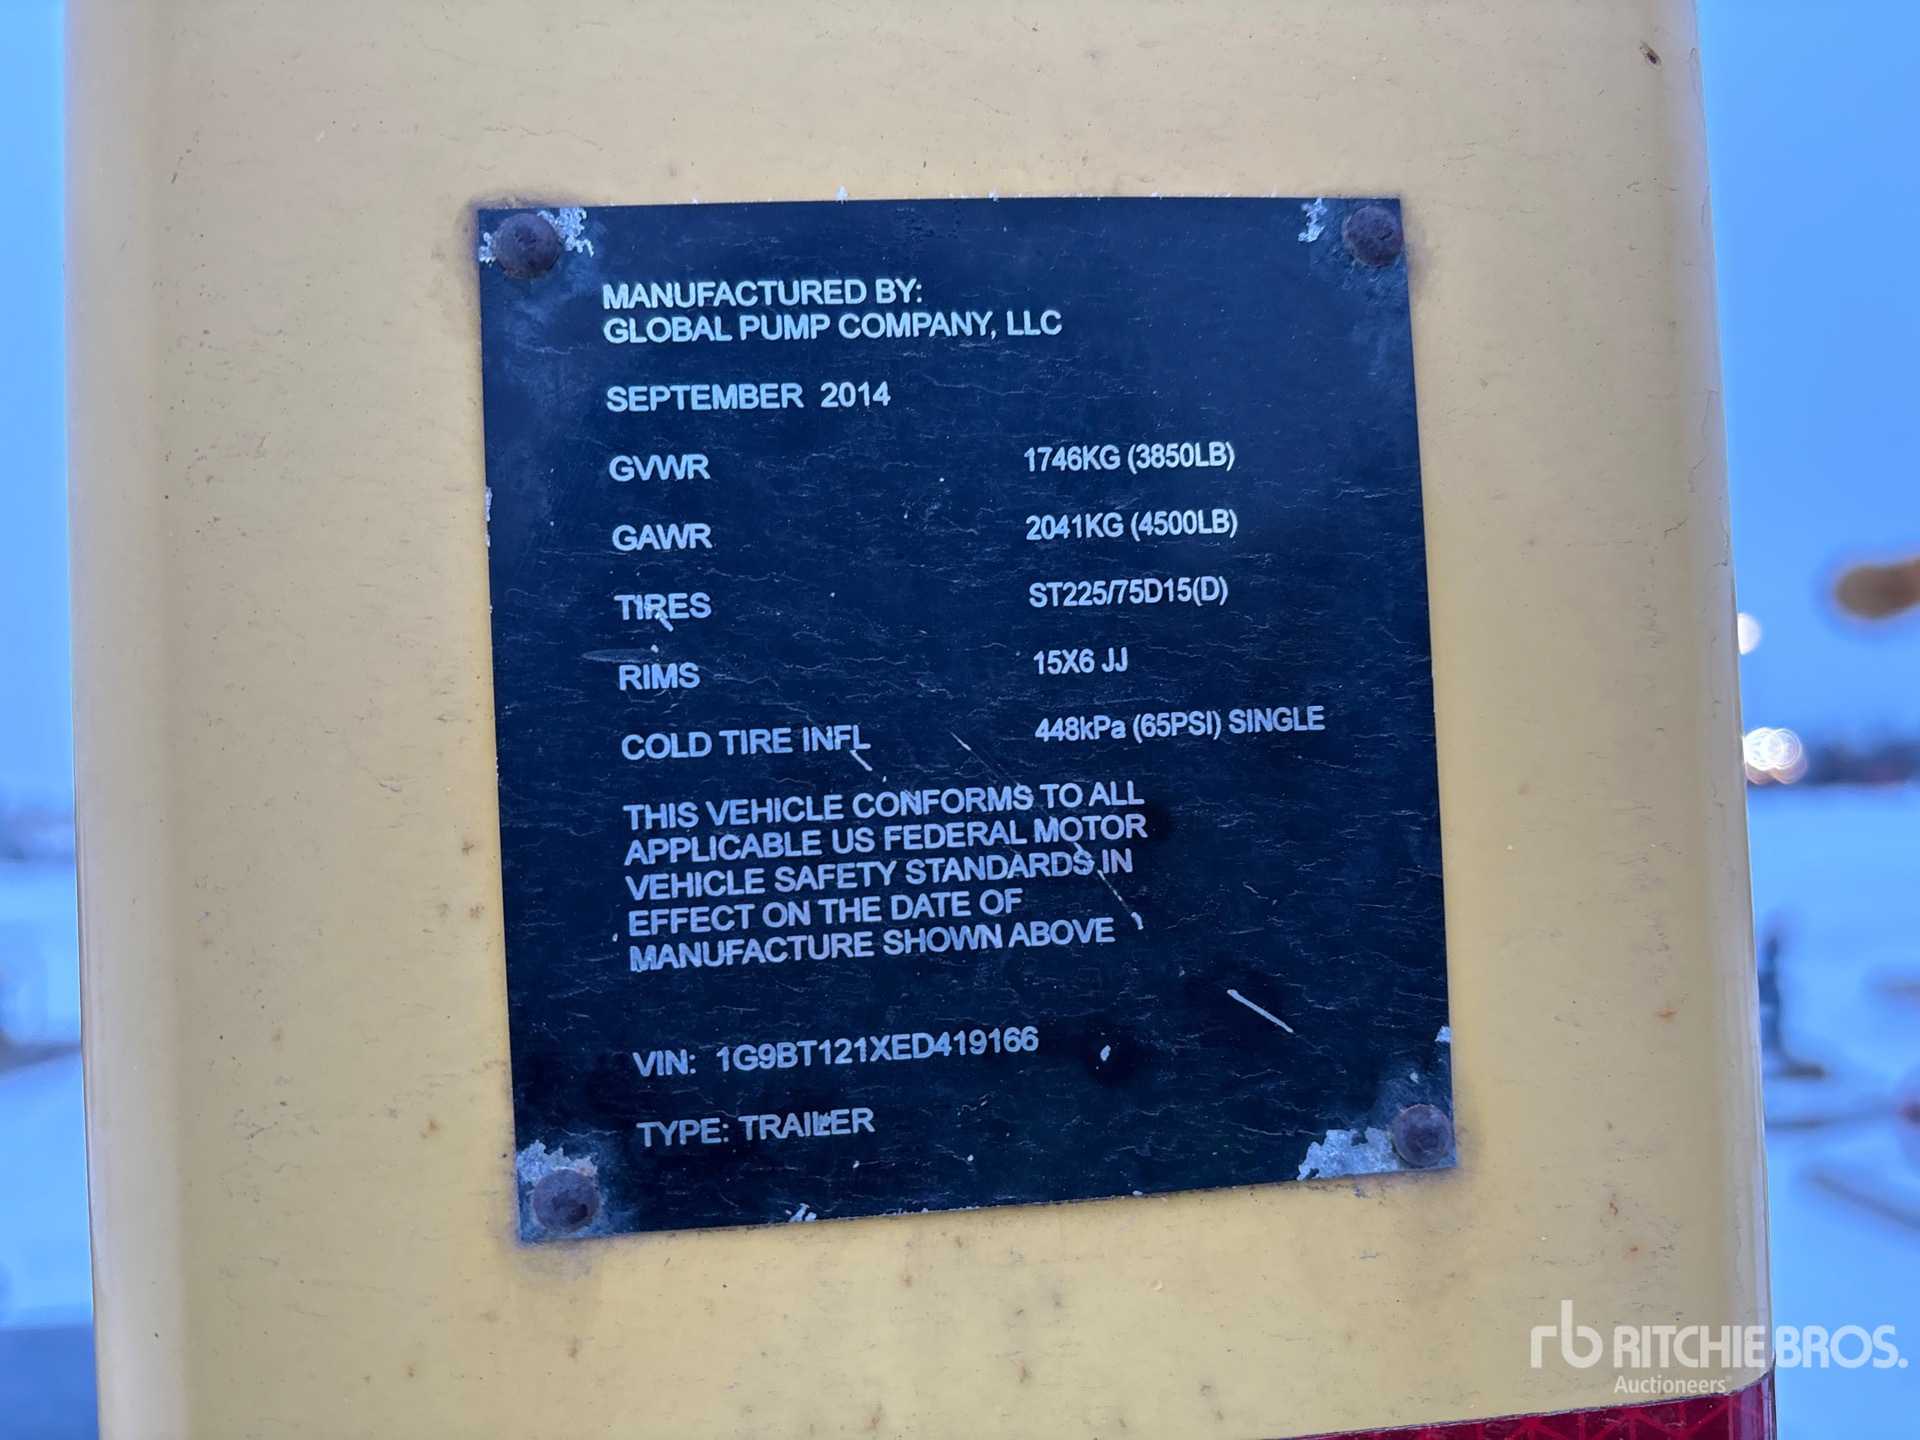 MANUFACTURED BY:
GLOBAL PUMP COMPANY, LLC
SEPTEMBER 2014
GVWR 1746KG (3850LB)
GAWR 2041KG (4500LB)
TIRES ST225/75D15(D)
RIMS 15X6 JJ
COLD TIRE INFL 448kPa (65PSI) SINGLE
THIS VEHICLE CONFORMS TO ALL
APPLICABLE US FEDERAL MOTOR
VEHICLE SAFETY STANDARDS IN
EFFECT ON THE DATE OF
MANUFACTURE SHOWN ABOVE
VIN: 1G9BT121XED419166
TYPE: TRAILER
rb RITCHIE BROS.
Auctioneers